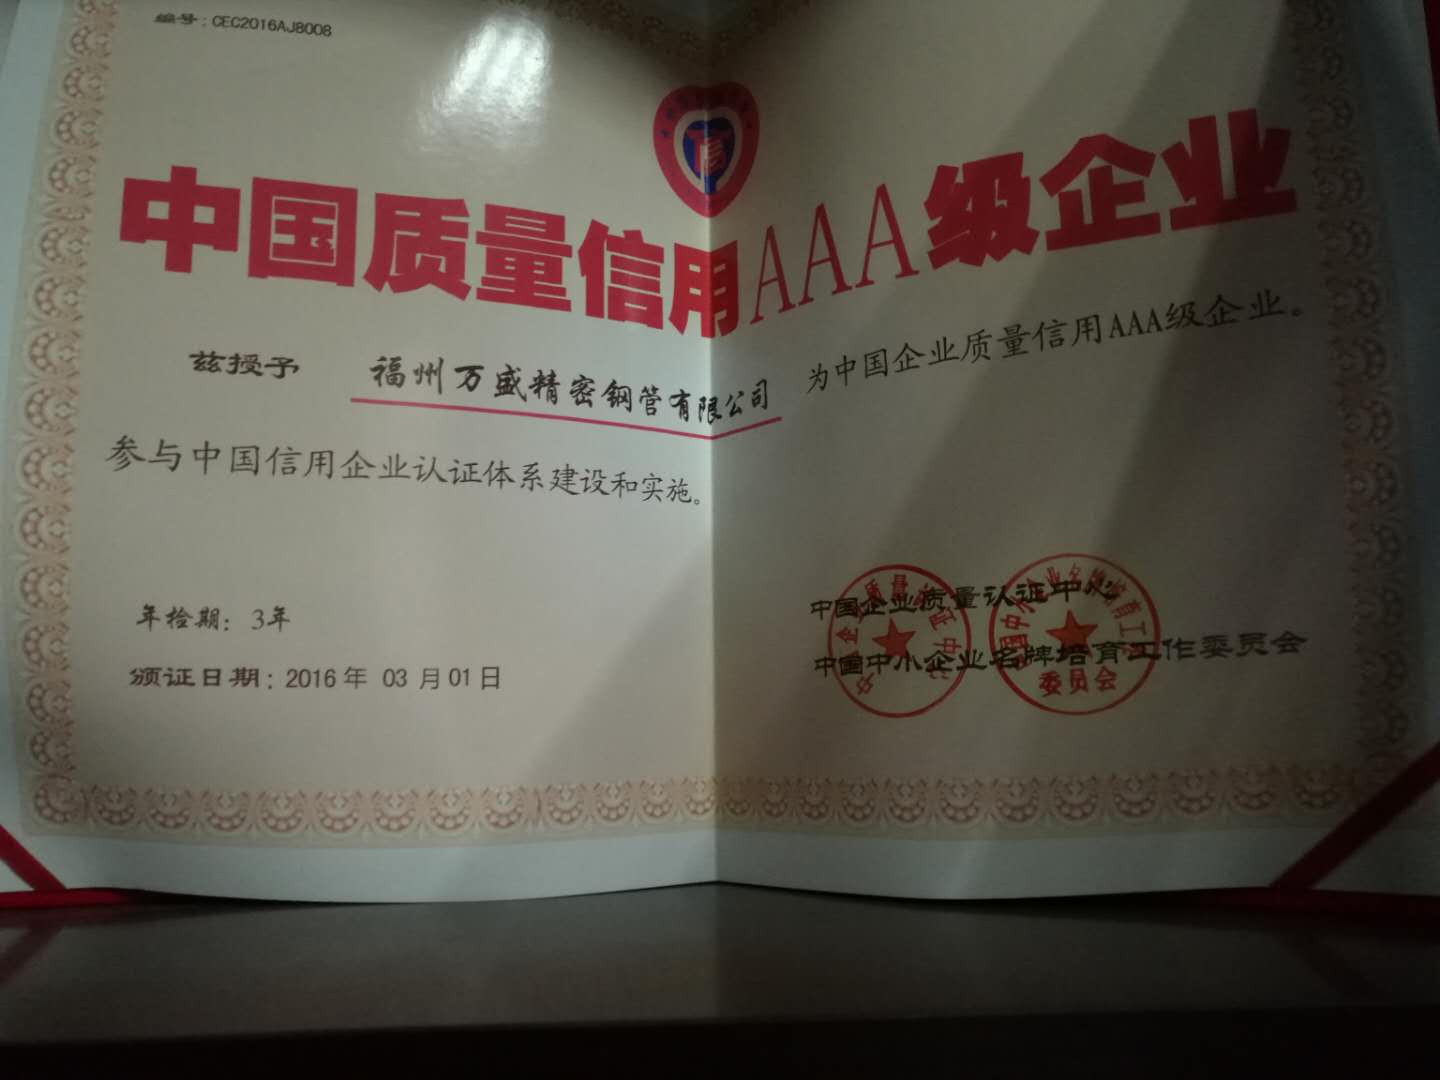 编号：CEC2016AJ8008
信
中国质量信用AAA级企业
兹授予 福州万盛精密钢管有限公司 为中国企业质量信用AAA级企业。
参与中国信用企业认证体系建设和实施。
年检期：3年
颁证日期：2016年 03月01日
中国企业质量认证中心
中国中小企业名牌培育工作委员会
委员会